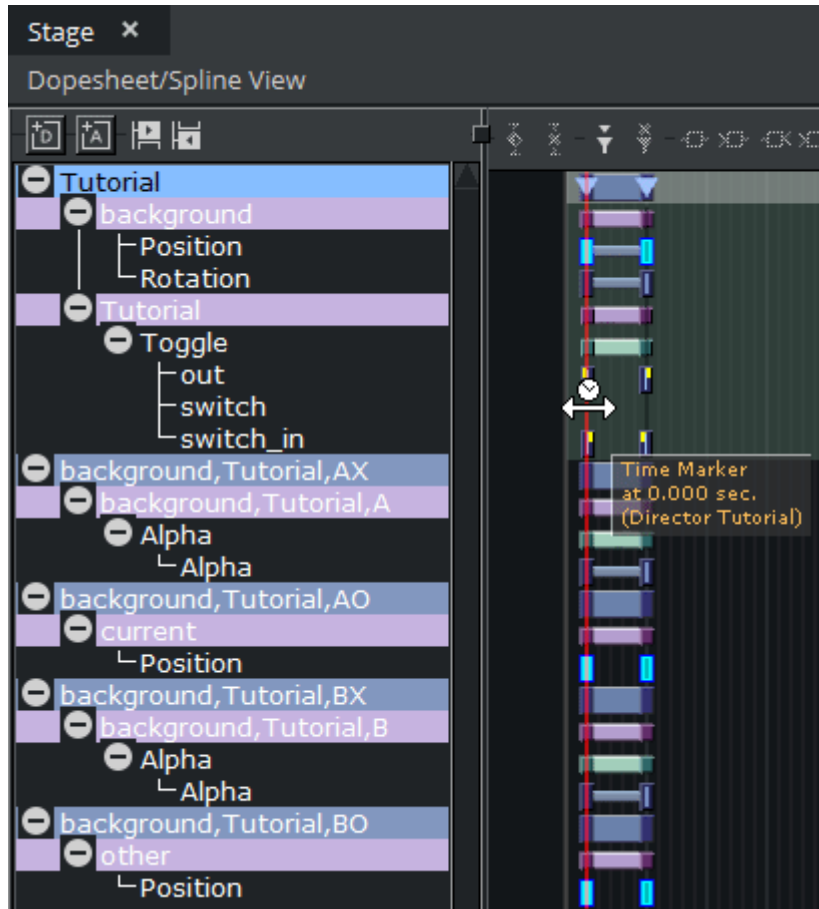 Stage ×
Dopesheet/Spline View
+D +A
Tutorial
background
Position
Rotation
Tutorial
Toggle
out
switch
switch_in
background,Tutorial,AX
background,Tutorial,A
Alpha
Alpha
background,Tutorial,AO
current
Position
background,Tutorial,BX
background,Tutorial,B
Alpha
Alpha
background,Tutorial,BO
other
Position
Time Marker
at 0.000 sec.
(Director Tutorial)